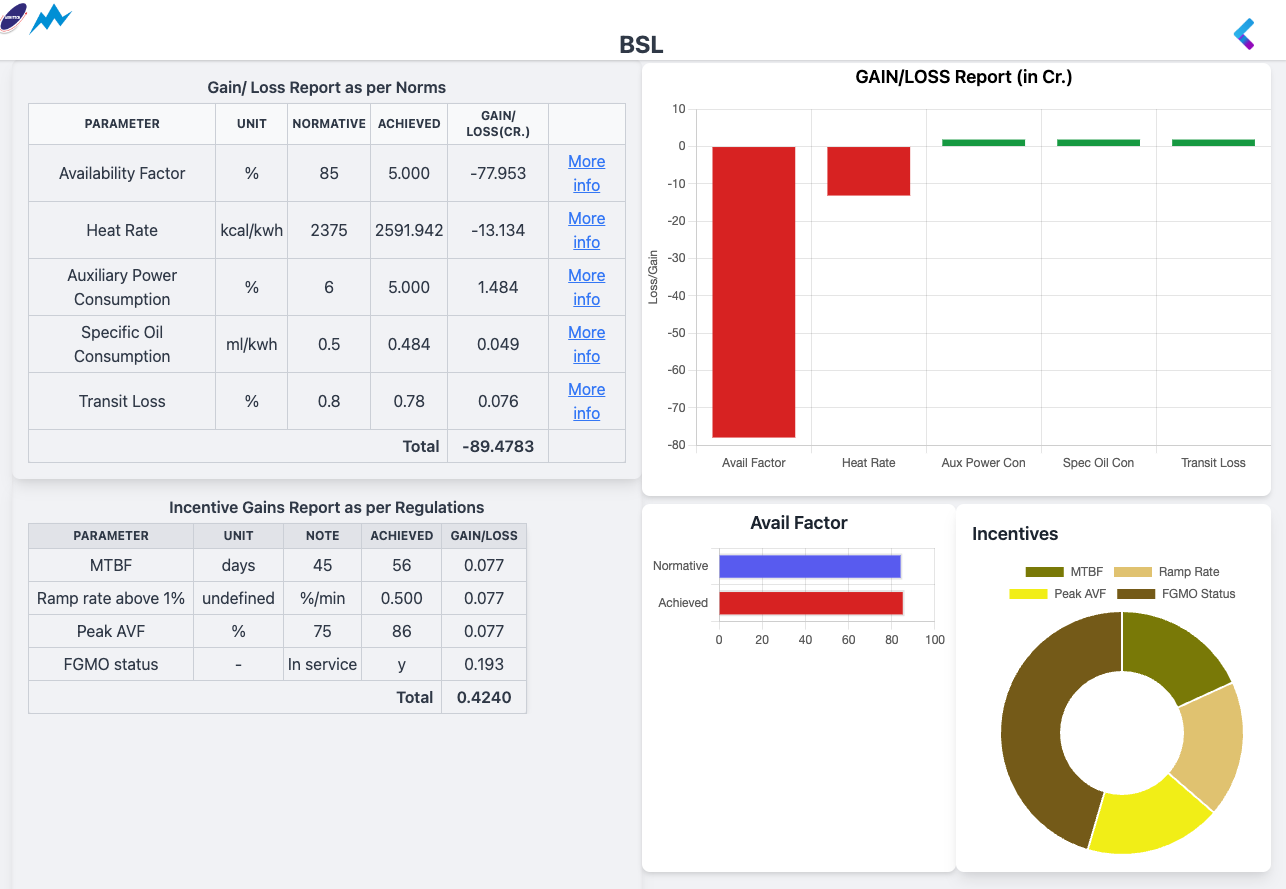 BSL
Gain/ Loss Report as per Norms
PARAMETER UNIT NORMATIVE ACHIEVED GAIN/ LOSS(CR.)
Availability Factor % 85 5.000 -77.953 More info
Heat Rate kcal/kwh 2375 2591.942 -13.134 More info
Auxiliary Power Consumption % 6 5.000 1.484 More info
Specific Oil Consumption ml/kwh 0.5 0.484 0.049 More info
Transit Loss % 0.8 0.78 0.076 More info
Total -89.4783
GAIN/LOSS Report (in Cr.)
Loss/Gain
10
0
-10
-20
-30
-40
-50
-60
-70
-80
Avail Factor Heat Rate Aux Power Con Spec Oil Con Transit Loss
Incentive Gains Report as per Regulations
PARAMETER UNIT NOTE ACHIEVED GAIN/LOSS
MTBF days 45 56 0.077
Ramp rate above 1% undefined %/min 0.500 0.077
Peak AVF % 75 86 0.077
FGMO status - In service y 0.193
Total 0.4240
Avail Factor
Normative
Achieved
0 20 40 60 80 100
Incentives
MTBF Ramp Rate
Peak AVF FGMO Status